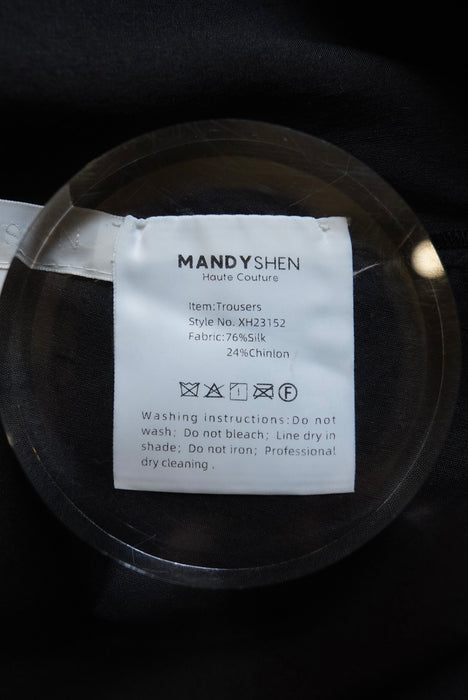 MANDYSHEN
Haute Couture
Item:Trousers
Style No. XH23152
Fabric:76%Silk
24%Chinlon
F
Washing instructions:Do not
wash; Do not bleach; Line dry in
shade; Do not iron; Professional
dry cleaning .